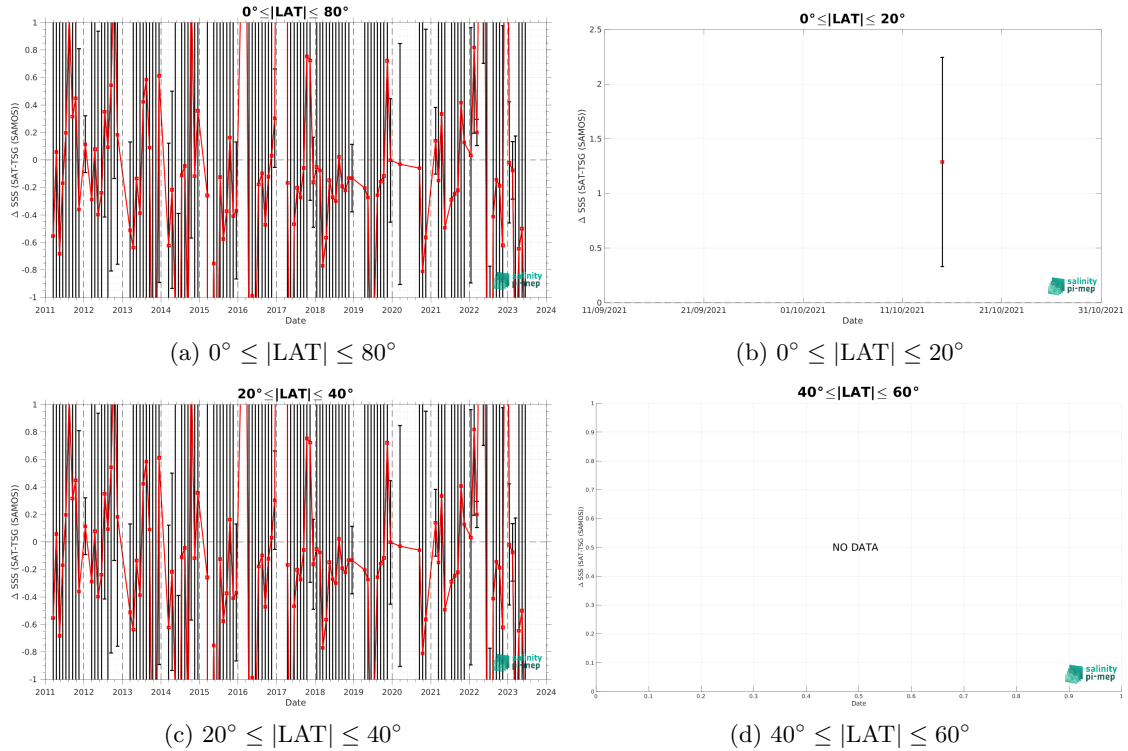 0°≤|LAT|≤ 80°
Δ SSS (SAT-TSG (SAMOS))
1
0.8
0.6
0.4
0.2
0
-0.2
-0.4
-0.6
-0.8
-1
2011 2012 2013 2014 2015 2016 2017 2018 2019 2020 2021 2022 2023 2024
Date
salinity
pi-mep
(a) 0° ≤ |LAT| ≤ 80°
0°≤|LAT|≤ 20°
Δ SSS (SAT-TSG (SAMOS))
2.5
2
1.5
1
0.5
0
11/09/2021 21/09/2021 01/10/2021 11/10/2021 21/10/2021 31/10/2021
Date
salinity
pi-mep
(b) 0° ≤ |LAT| ≤ 20°
20°≤|LAT|≤ 40°
Δ SSS (SAT-TSG (SAMOS))
1
0.8
0.6
0.4
0.2
0
-0.2
-0.4
-0.6
-0.8
-1
2011 2012 2013 2014 2015 2016 2017 2018 2019 2020 2021 2022 2023 2024
Date
salinity
pi-mep
(c) 20° ≤ |LAT| ≤ 40°
40°≤|LAT|≤ 60°
Δ SSS (SAT-TSG (SAMOS))
1
0.9
0.8
0.7
0.6
0.5
0.4
0.3
0.2
0.1
0
NO DATA
0 0.1 0.2 0.3 0.4 0.5 0.6 0.7 0.8 0.9 1
Date
salinity
pi-mep
(d) 40° ≤ |LAT| ≤ 60°